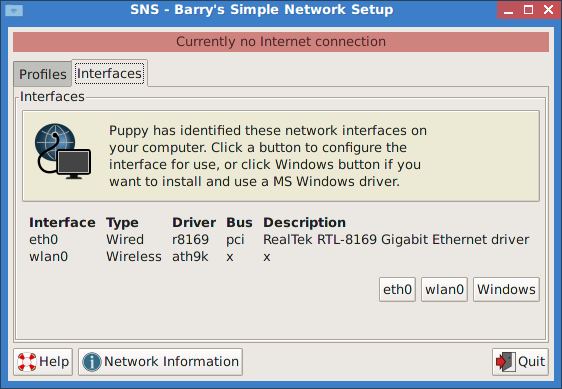 SNS - Barry's Simple Network Setup
Currently no Internet connection
Profiles Interfaces
Interfaces
Puppy has identified these network interfaces on
your computer. Click a button to configure the
interface for use, or click Windows button if you
want to install and use a MS Windows driver.
Interface Type Driver Bus Description
eth0 Wired r8169 pci RealTek RTL-8169 Gigabit Ethernet driver
wlan0 Wireless ath9k x x
eth0 wlan0 Windows
Help Network Information Quit